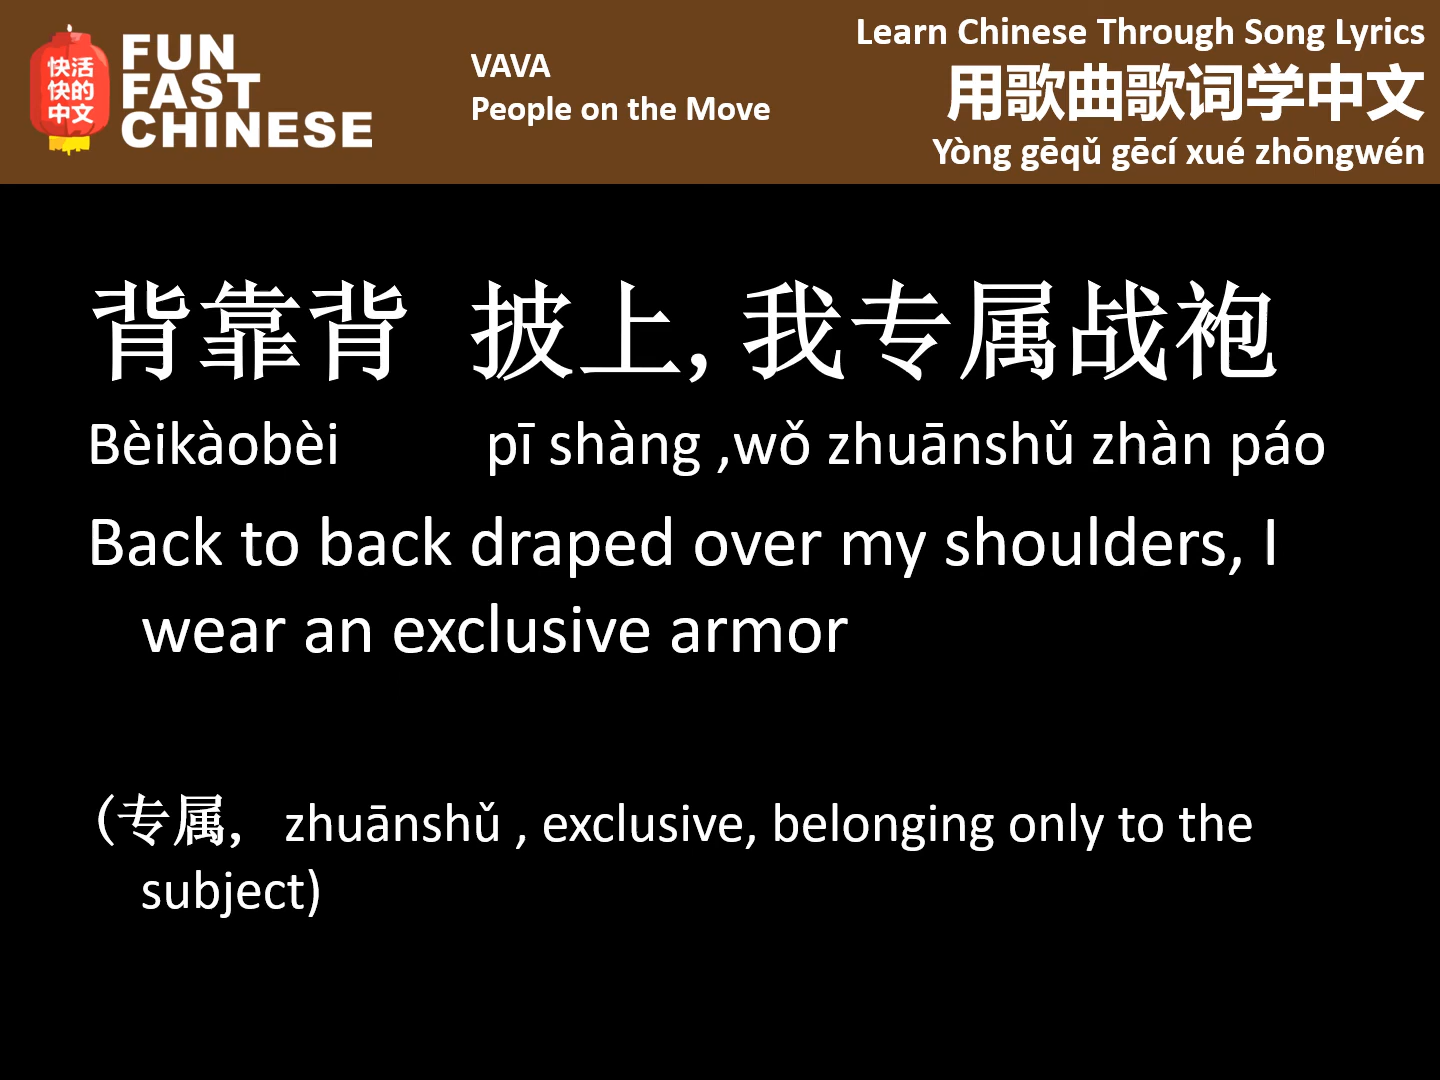 快活
快的
中文
FUN
FAST
CHINESE
VAVA
People on the Move
Learn Chinese Through Song Lyrics
用歌曲歌词学中文
Yòng gēqǔ gēcí xué zhōngwén
背靠背 披上, 我专属战袍
Bèikàobèi pī shàng ,wǒ zhuānshǔ zhàn páo
Back to back draped over my shoulders, I
wear an exclusive armor
(专属, zhuānshǔ , exclusive, belonging only to the
subject)